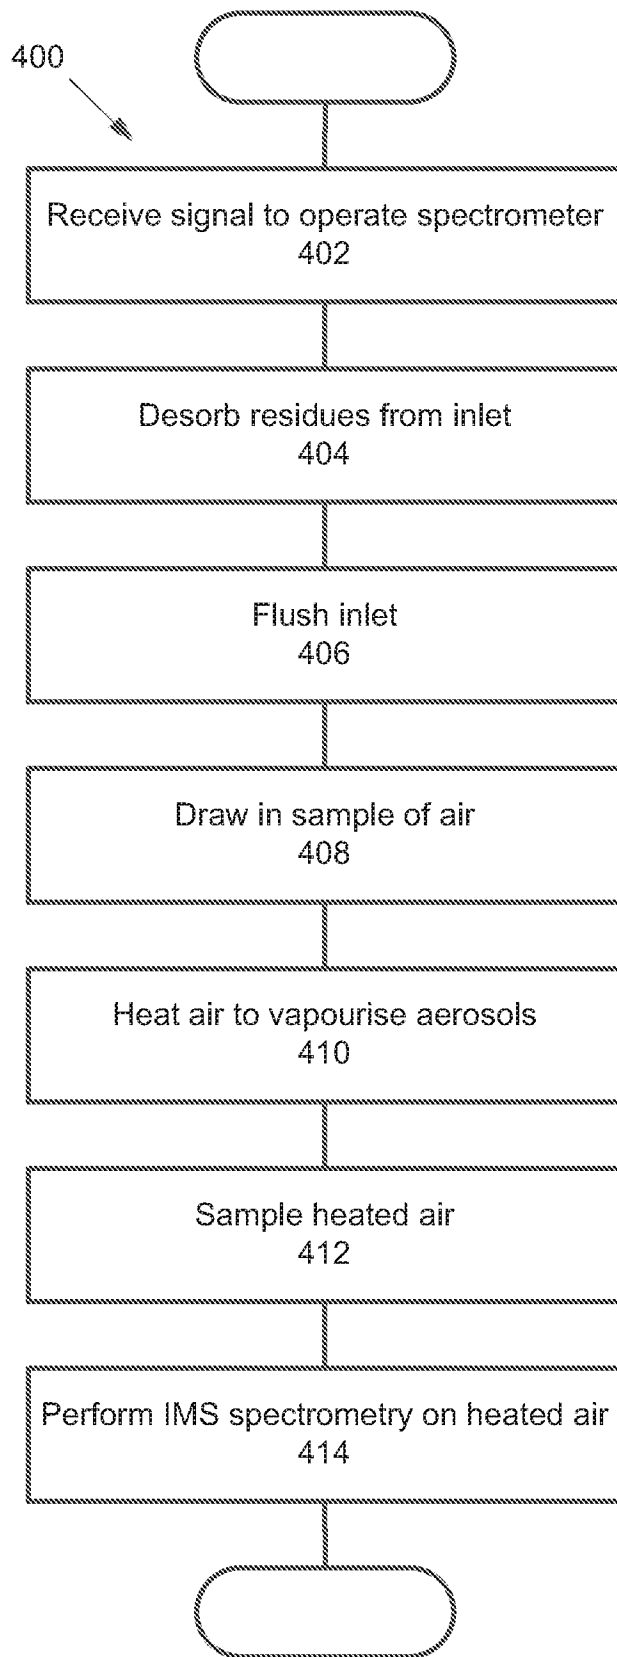 400
Receive signal to operate spectrometer
402
Desorb residues from inlet
404
Flush inlet
406
Draw in sample of air
408
Heat air to vapourise aerosols
410
Sample heated air
412
Perform IMS spectrometry on heated air
414